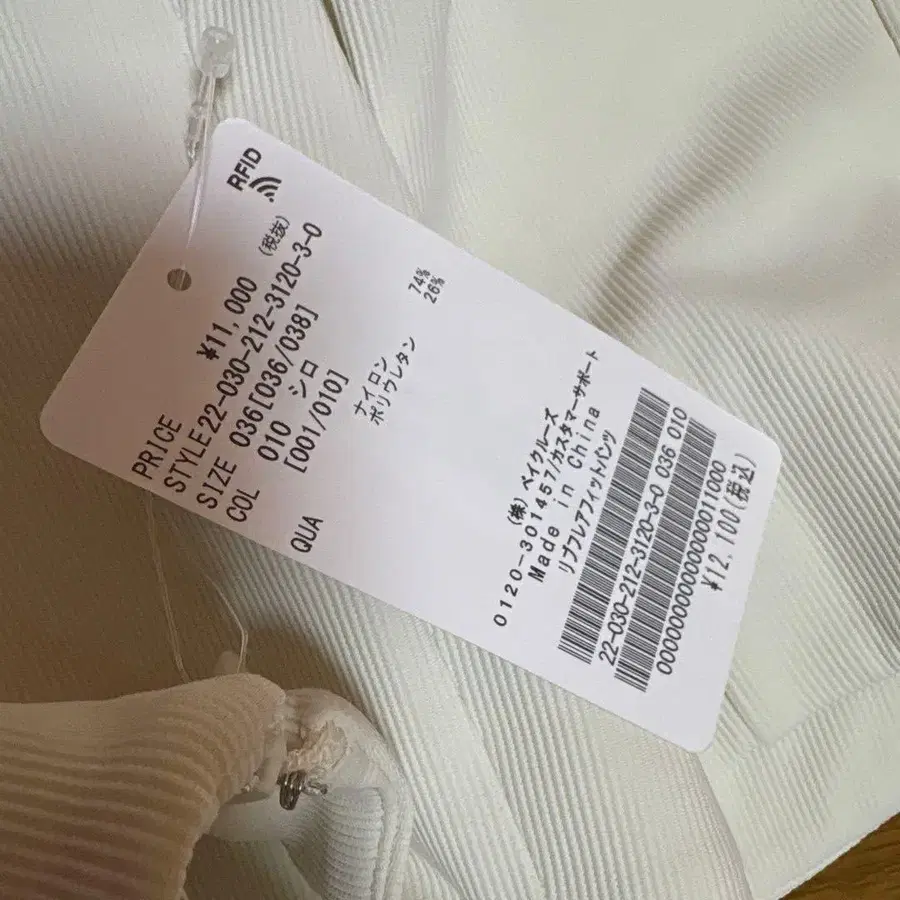 RFID
PRICE ¥11,000 (税抜)
STYLE22-030-212-3120-3-0
SIZE 036[036/038]
COL 010 シロ
[001/010]
QUA ナイロン 74%
ポリウレタン 26%
(株) ベイクルーズ
0120-301457/カスタマーサポート
Made in China
リブフレアフィットパンツ
22-030-212-3120-3-0 036 010
0000000000000011000
¥12,100(税込)